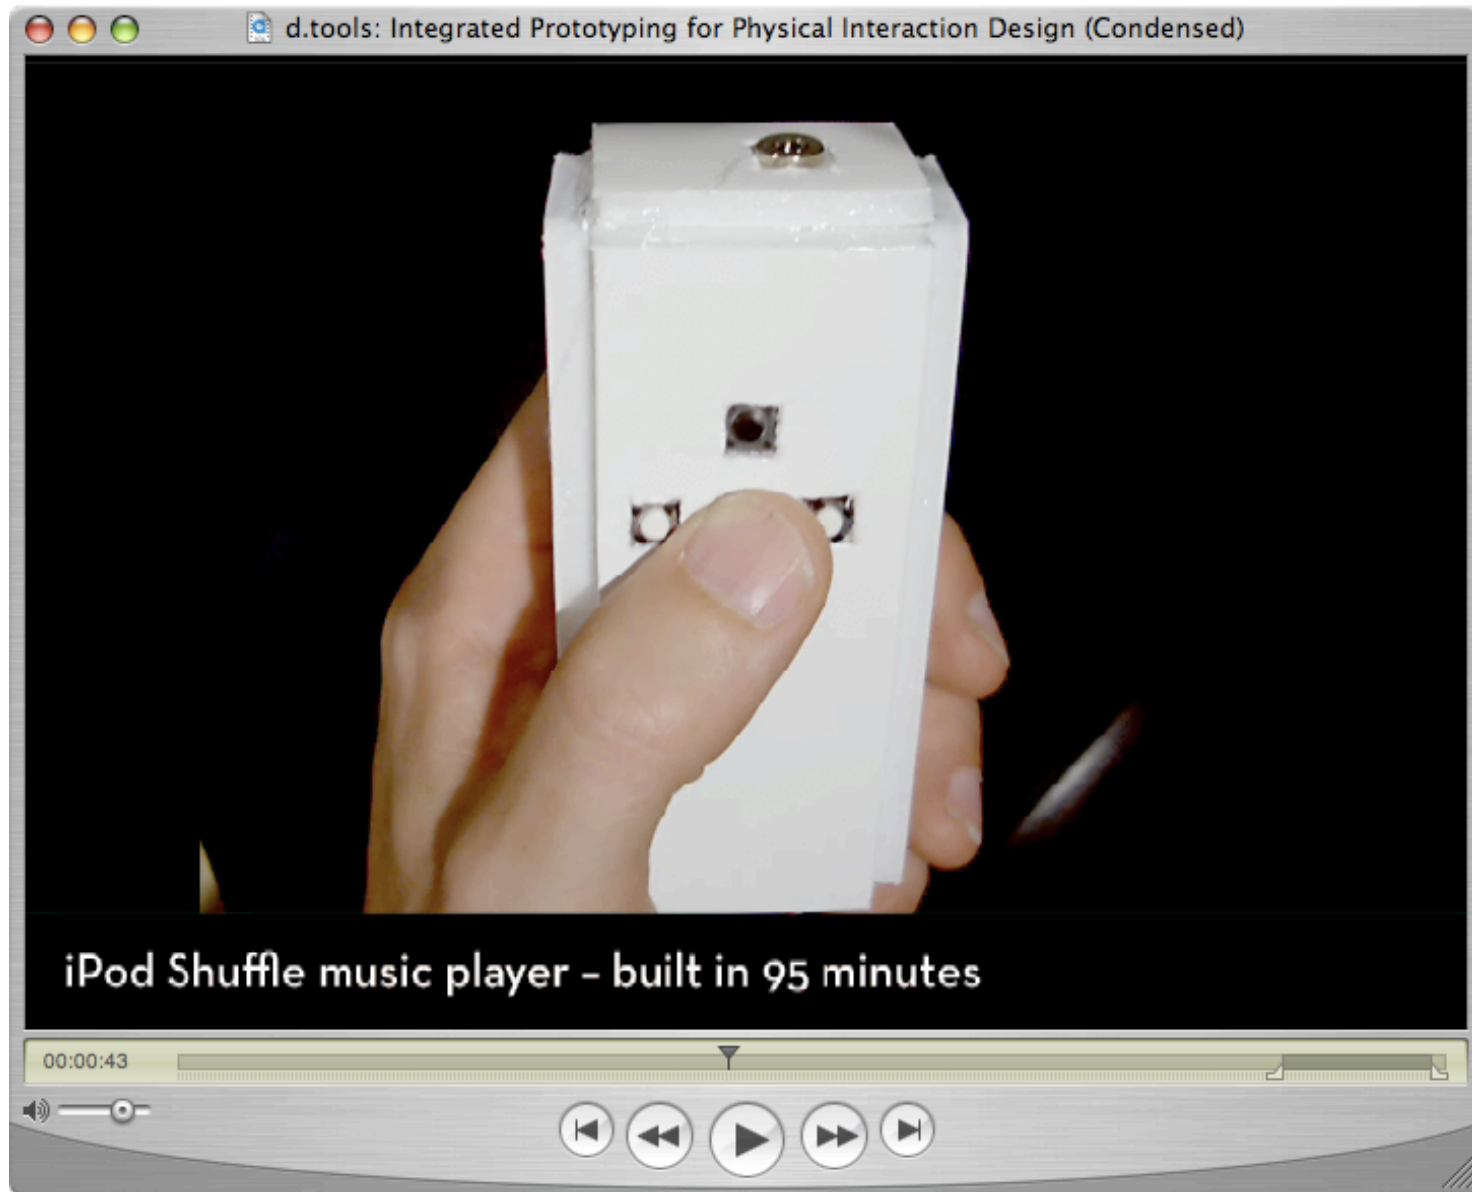 d.tools: Integrated Prototyping for Physical Interaction Design (Condensed)
iPod Shuffle music player – built in 95 minutes
00:00:43